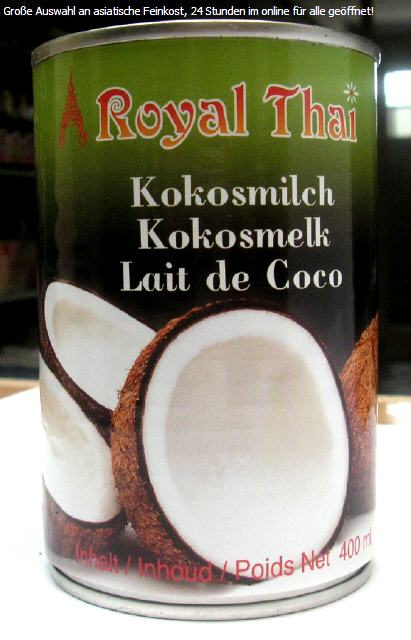 Große Auswahl an asiatische Feinkost, 24 Stunden im online für alle geöffnet!
Royal Thai
Kokosmilch
Kokosmelk
Lait de Coco
Inhalt / Inhoud / Poids Net 400 ml